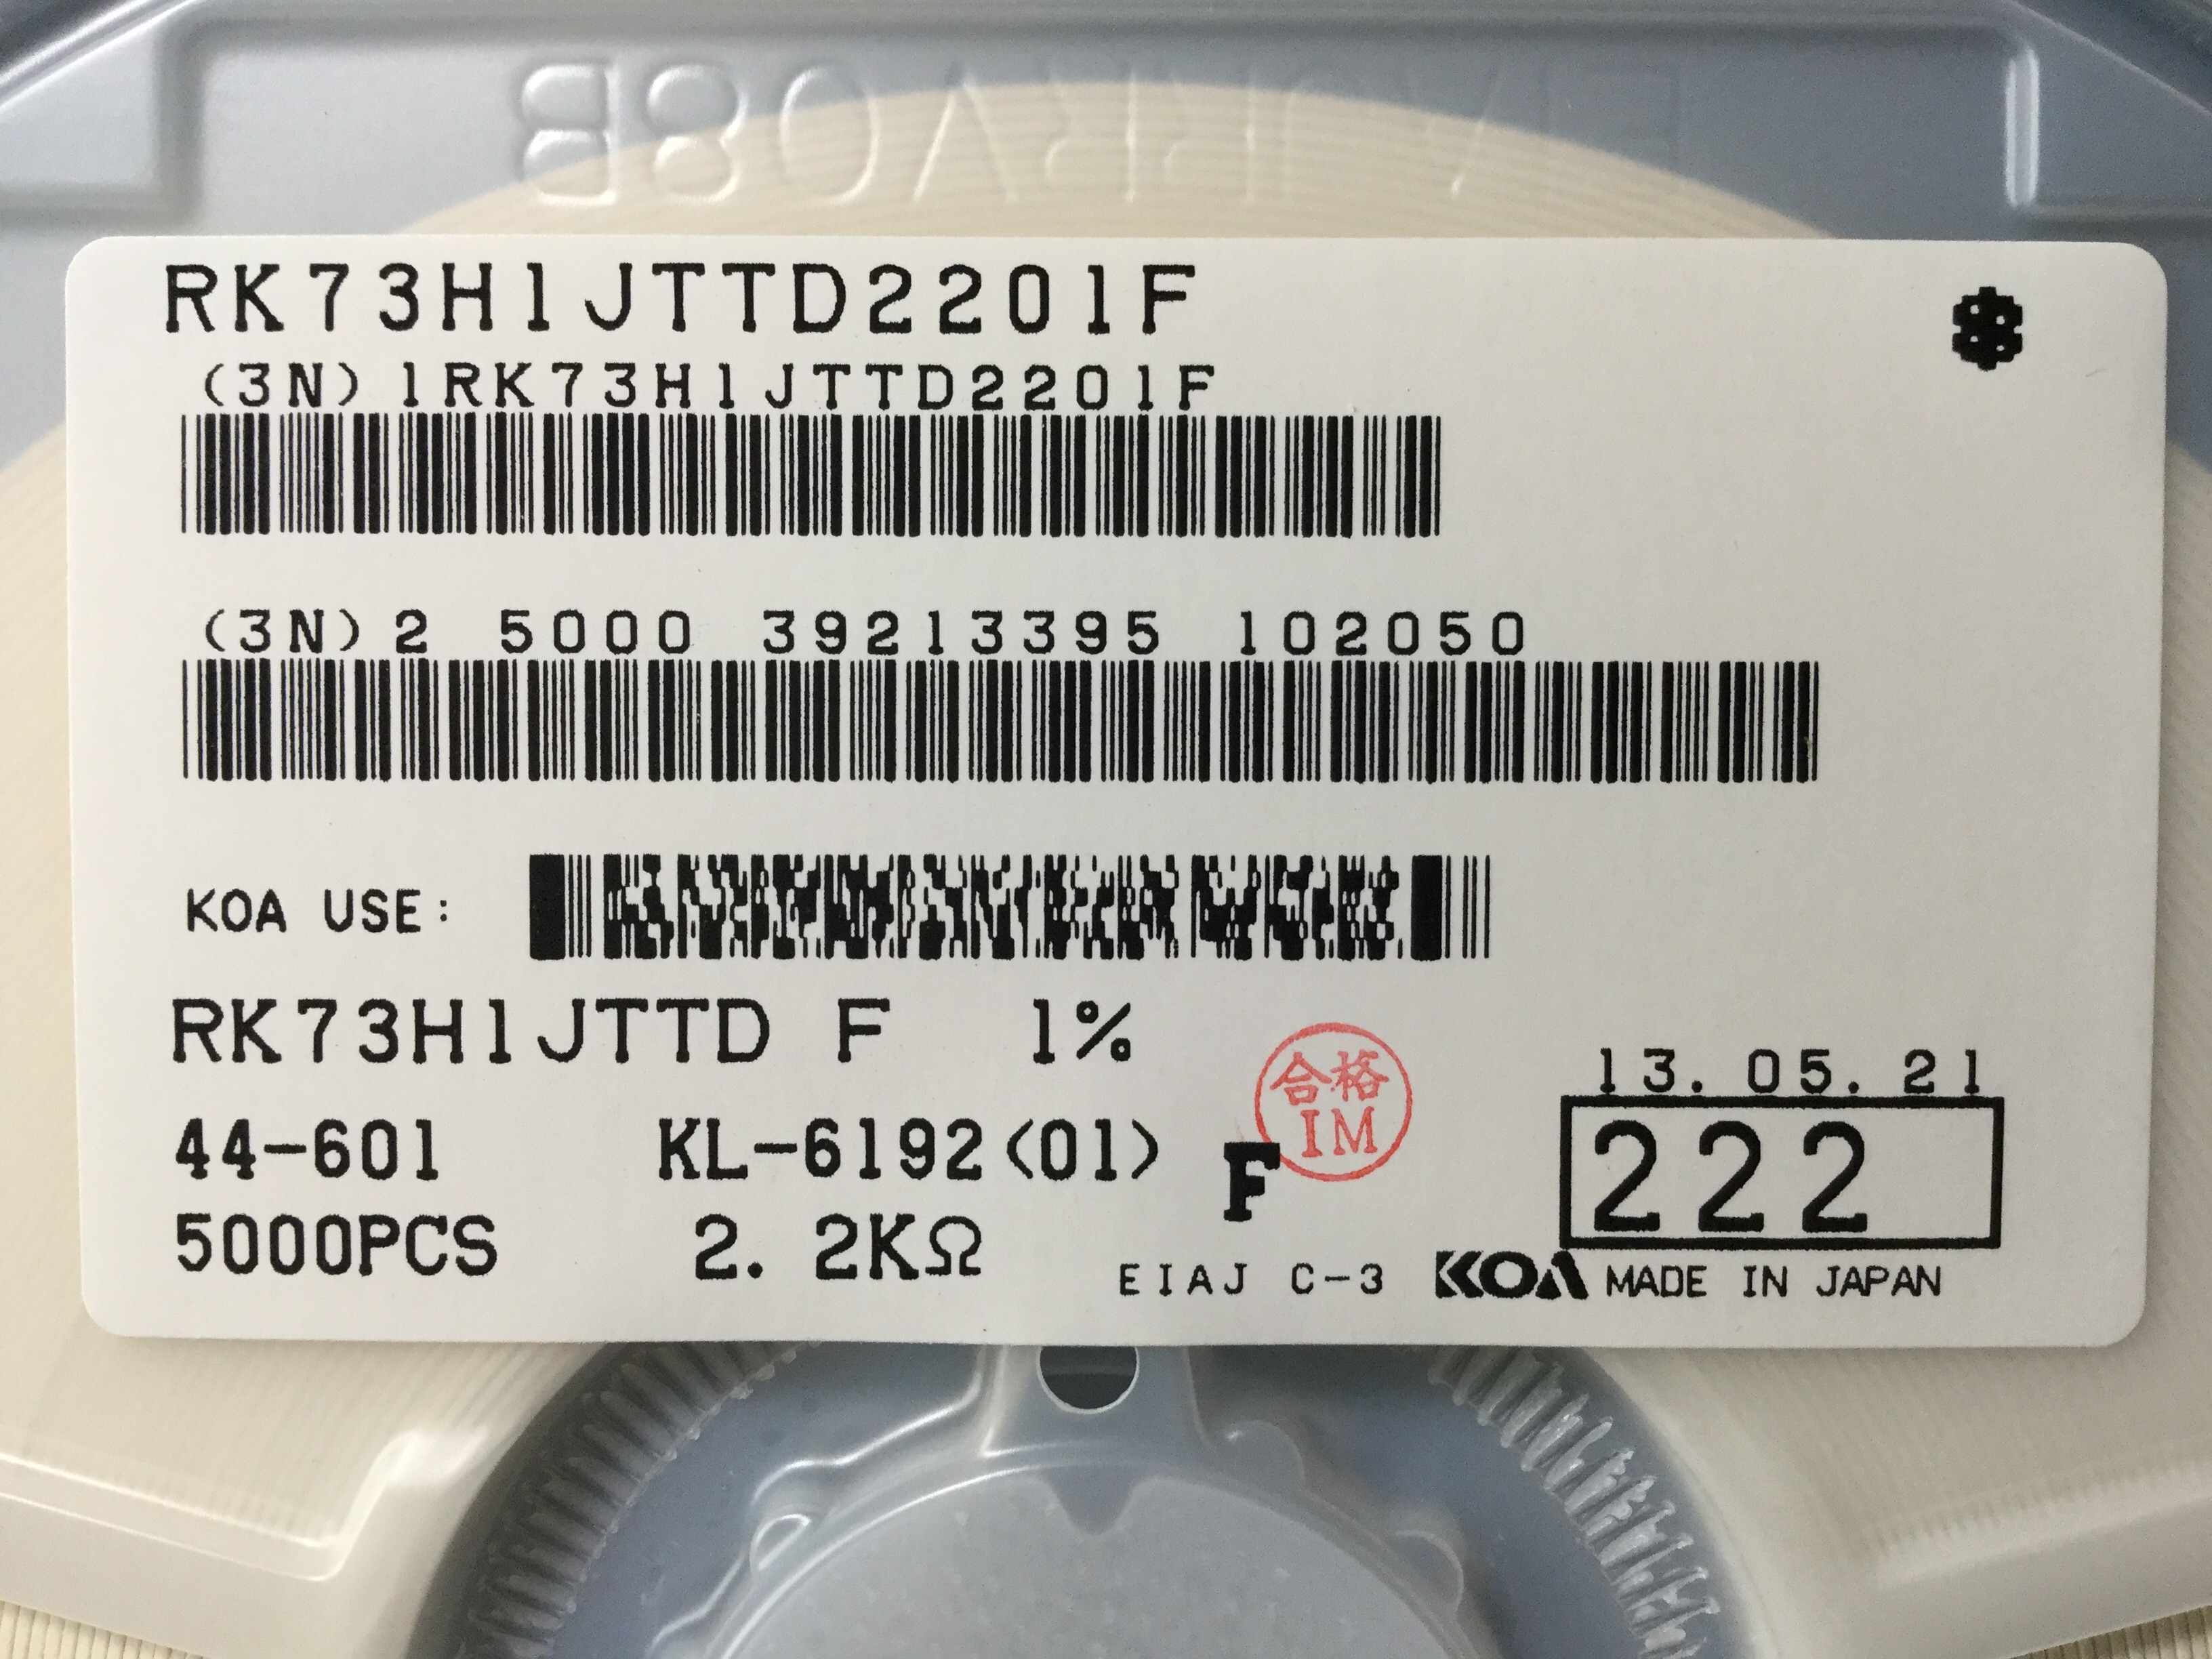 RK73H1JTTD2201F
(3N)1RK73H1JTTD2201F
(3N)2 5000 39213395 102050
KOA USE:
RK73H1JTTD F 1%
合格
IM
13.05.21
44-601 KL-6192(01) F
222
5000PCS 2.2KΩ
EIAJ C-3 KOA MADE IN JAPAN